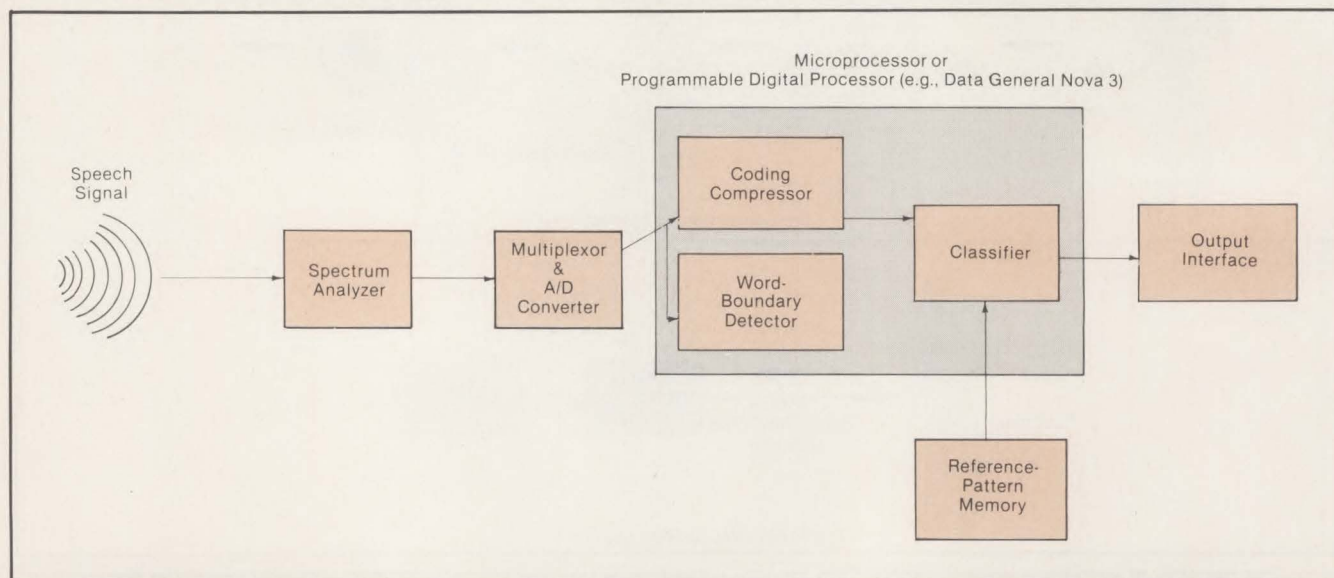 Microprocessor or
Programmable Digital Processor (e.g., Data General Nova 3)
Speech
Signal
Spectrum
Analyzer
Multiplexor
&
A/D
Converter
Coding
Compressor
Word-
Boundary
Detector
Classifier
Output
Interface
Reference-
Pattern
Memory